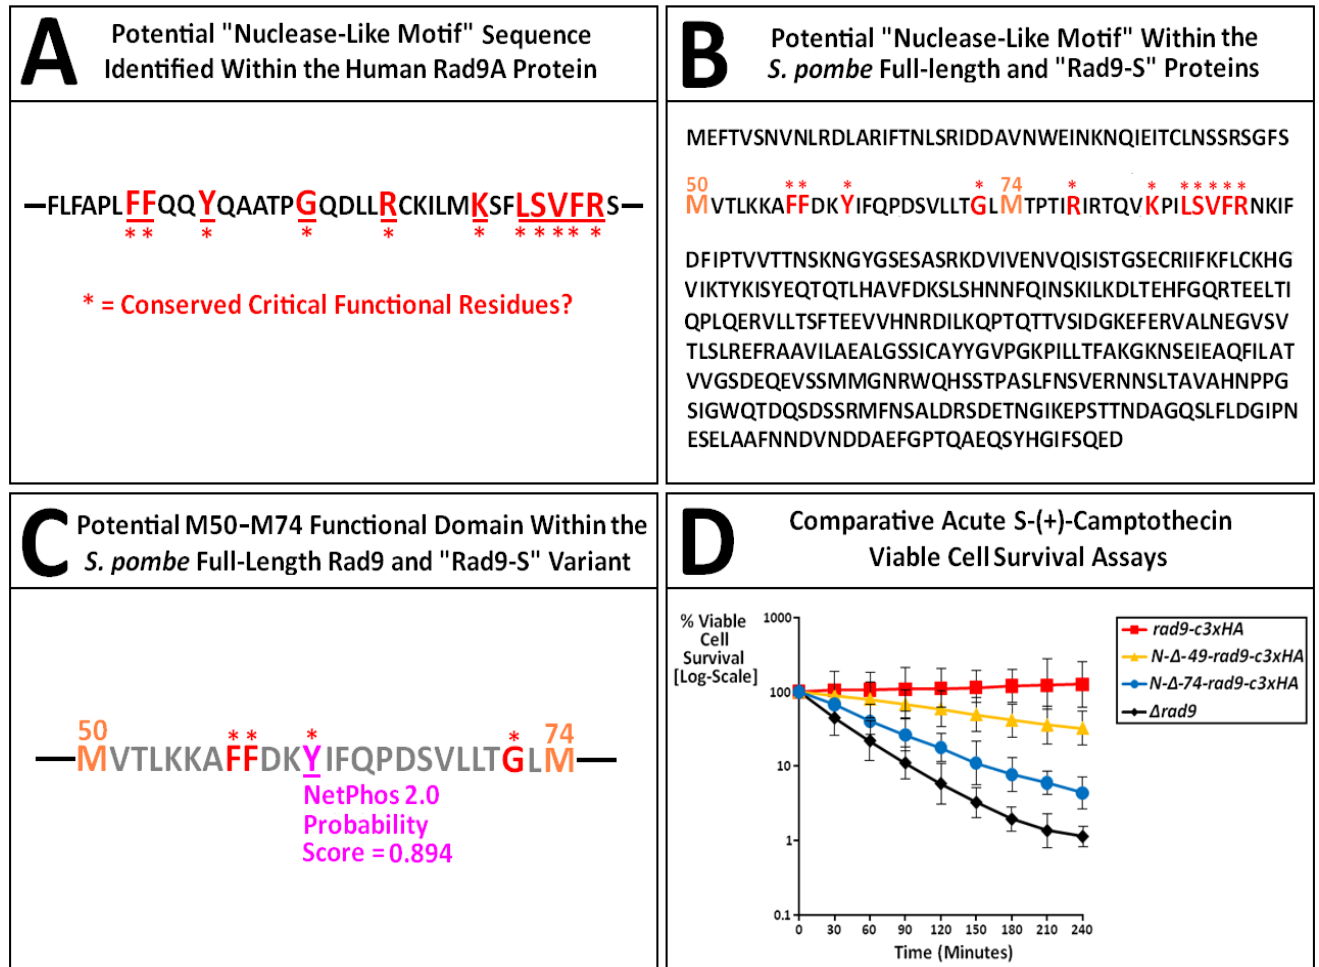 A
Potential "Nuclease-Like Motif" Sequence
Identified Within the Human Rad9A Protein
FLFAPLFFQQYQAATPGQDLLRCKILMKSFLSVFRS
* * * * * * * * * * *
* = Conserved Critical Functional Residues?
B
Potential "Nuclease-Like Motif" Within the
S. pombe Full-length and "Rad9-S" Proteins
MEFTVSNVNLRDLARIFTNLSRIDDAVNWEINKNQIEITCLNSSRSGFS
50 * * * * 74 * * * * * * *
MVTLKKAFFDKYIFQPDSVLLTGLMTPTIRIRTQVKPILSVFRNKIF
DFIPTVVTTNSKNGYGSESASRKDVIVENVQISISTGSECRIIFKFLCKHG
VIKTYKISYEQTQTLHAVFDKSLSHNNFQINSKILKDLTEHFGQRTEELTI
QPLQERVLLTSFTEEVVHNRDILKQPTQTTVSIDGKEFERVALNEGVSV
TLSLREFRAAVILAEALGSSICAYYGVPGKPILLTFAKGKNSEIEAQFILAT
VVGSDEQEVSSMMGNRWQHSSTPASLFNSVERNNSLTAVAHNPPG
SIGWQTDQSDSSRMFNSALDRSDETNGIKEPSTTNDAGQSLFLDGIPN
ESELAAFNNDVNDDAEFGPTQAEQSYHGIFSQED
C
Potential M50-M74 Functional Domain Within the
S. pombe Full-Length Rad9 and "Rad9-S" Variant
50 * * * * 74
MVTLKKAFFDKYIFQPDSVLLTGLM
NetPhos 2.0
Probability
Score = 0.894
D
Comparative Acute S-(+)-Camptothecin
Viable Cell Survival Assays
% Viable
Cell
Survival
[Log-Scale]
1000
100
10
1
0.1
0 30 60 90 120 150 180 210 240
Time (Minutes)
rad9-c3xHA
N-Δ-49-rad9-c3xHA
N-Δ-74-rad9-c3xHA
Δrad9